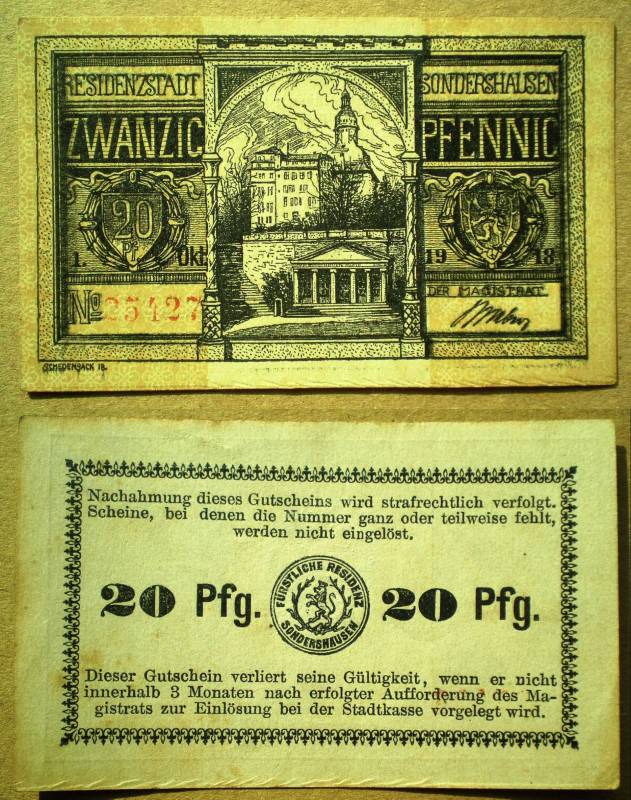 RESIDENZSTADT SONDERSHAUSEN
ZWANZIG PFENNIG
20
Pf
1. Okt. 1918
No 25427
DER MAGISTRAT
SCHEDENSACK 18.
Nachahmung dieses Gutscheins wird strafrechtlich verfolgt.
Scheine, bei denen die Nummer ganz oder teilweise fehlt,
werden nicht eingelöst.
20 Pfg. 20 Pfg.
FÜRSTLICHE RESIDENZ
SONDERSHAUSEN
Dieser Gutschein verliert seine Gültigkeit, wenn er nicht
innerhalb 3 Monaten nach erfolgter Aufforderung des Ma-
gistrats zur Einlösung bei der Stadtkasse vorgelegt wird.